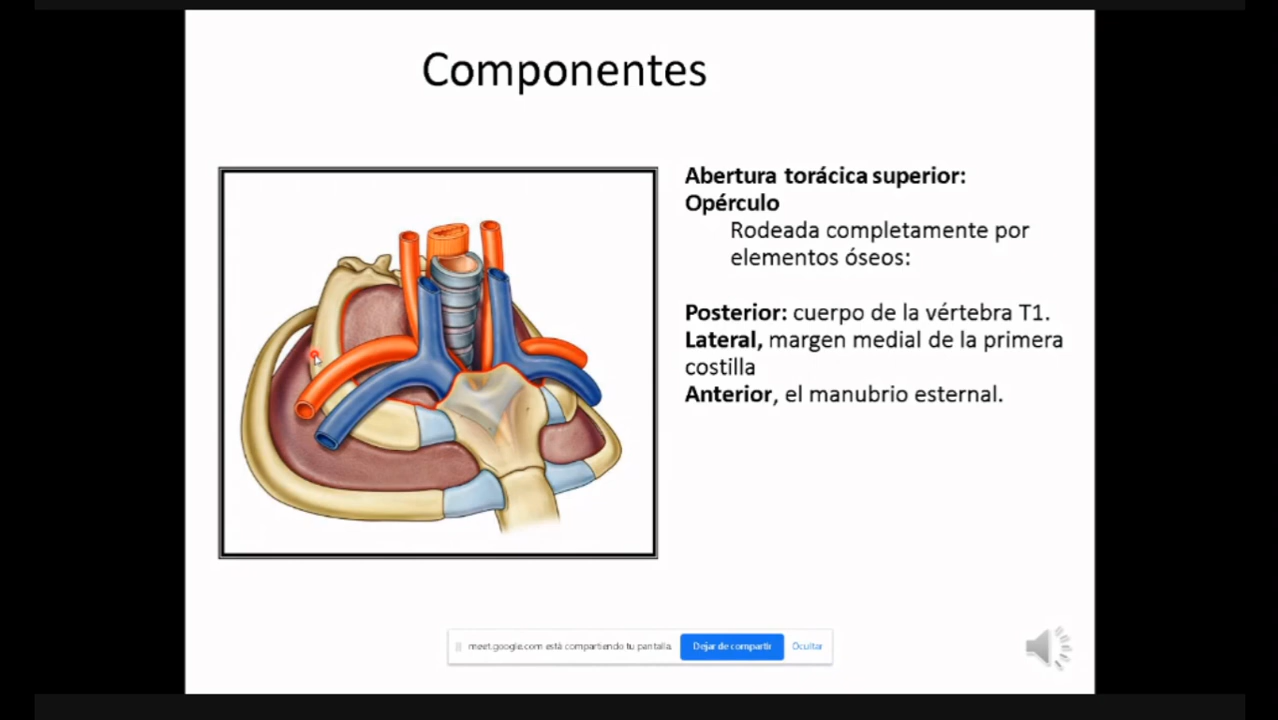 Componentes
Abertura torácica superior:
Opérculo
Rodeada completamente por
elementos óseos:
Posterior: cuerpo de la vértebra T1.
Lateral, margen medial de la primera
costilla
Anterior, el manubrio esternal.
meet.google.com está compartiendo tu pantalla. Dejar de compartir Ocultar